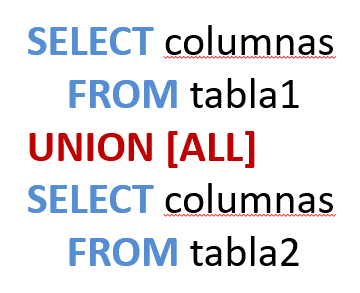 SELECT columnas
FROM tabla1
UNION [ALL]
SELECT columnas
FROM tabla2